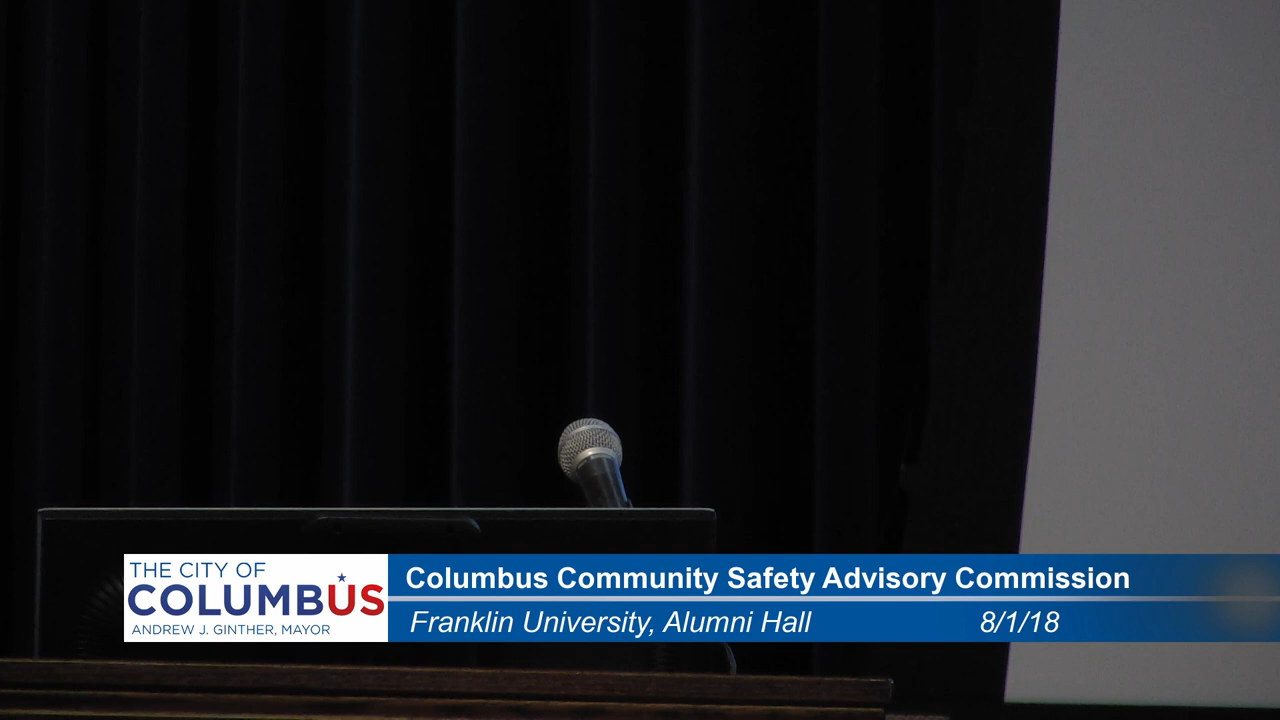 THE CITY OF
COLUMBUS
ANDREW J. GINTHER, MAYOR
Columbus Community Safety Advisory Commission
Franklin University, Alumni Hall 8/1/18